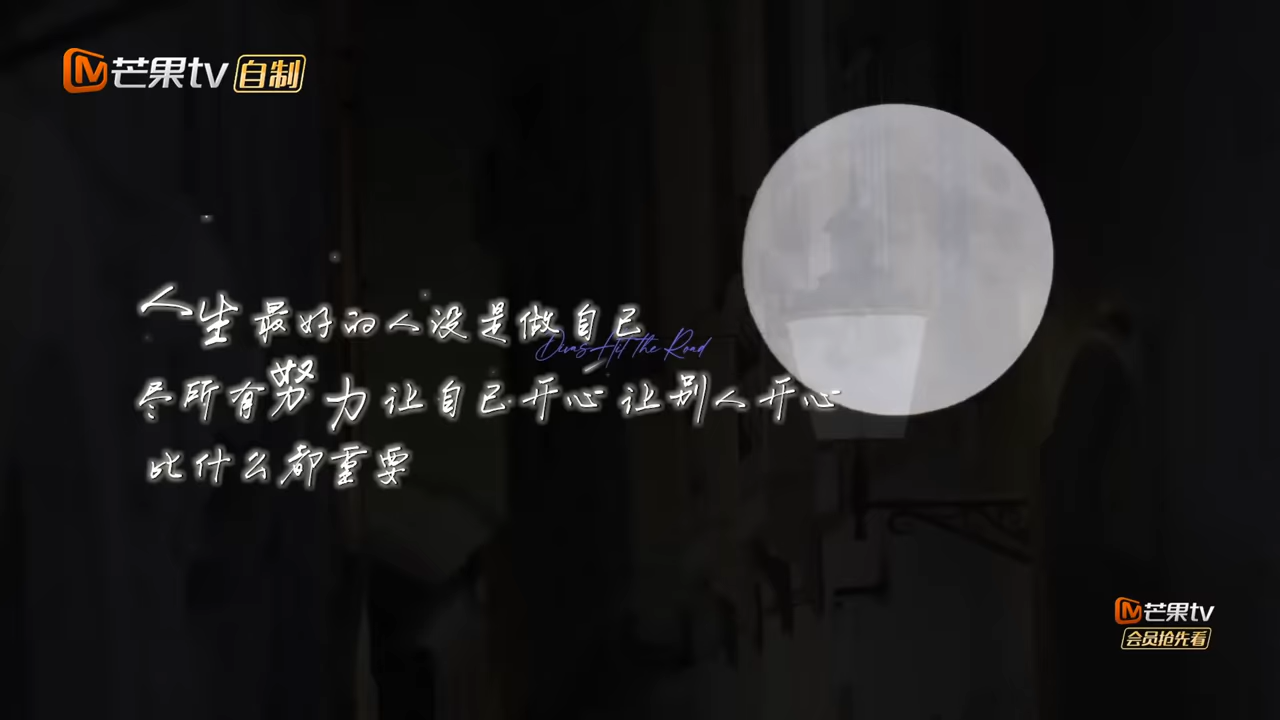 芒果tv 自制
人生最好的人没是做自己
Divas Hit the Road
尽所有努力让自己开心让别人开心
比什么都重要
芒果tv
会员抢先看